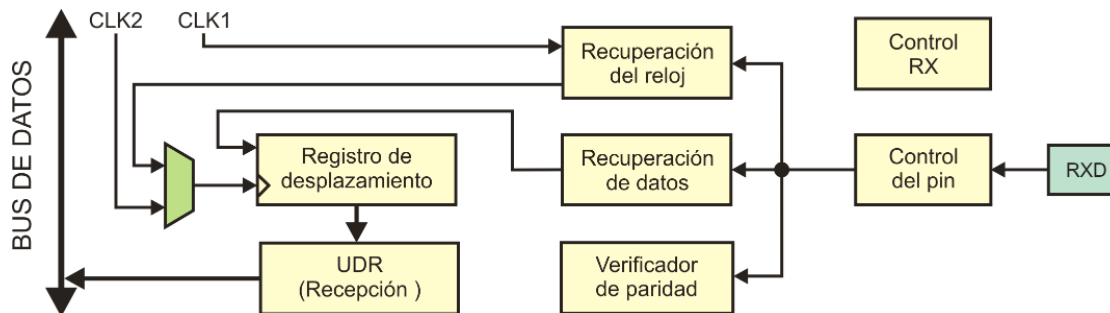 CLK2
CLK1
BUS DE DATOS
Recuperación
del reloj
Control
RX
Registro de
desplazamiento
Recuperación
de datos
Control
del pin
RXD
UDR
(Recepción )
Verificador
de paridad